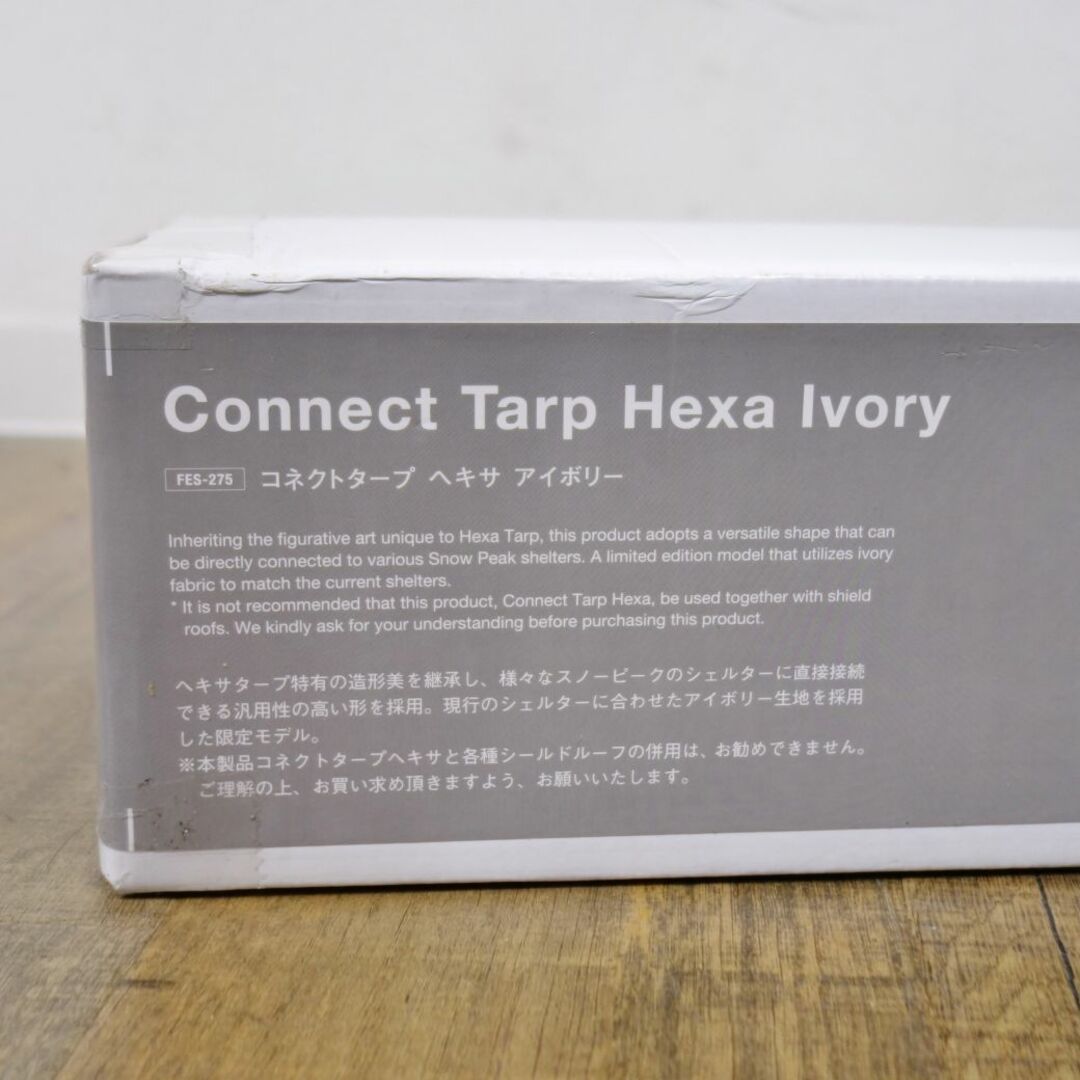 Connect Tarp Hexa Ivory
FES-275 コネクトタープ ヘキサ アイボリー
Inheriting the figurative art unique to Hexa Tarp, this product adopts a versatile shape that can
be directly connected to various Snow Peak shelters. A limited edition model that utilizes ivory
fabric to match the current shelters.
* It is not recommended that this product, Connect Tarp Hexa, be used together with shield
roofs. We kindly ask for your understanding before purchasing this product.
ヘキサタープ特有の造形美を継承し、様々なスノーピークのシェルターに直接接続
できる汎用性の高い形を採用。現行のシェルターに合わせたアイボリー生地を採用
した限定モデル。
※本製品コネクトタープヘキサと各種シールドルーフの併用は、お勧めできません。
ご理解の上、お買い求め頂きますよう、お願いいたします。